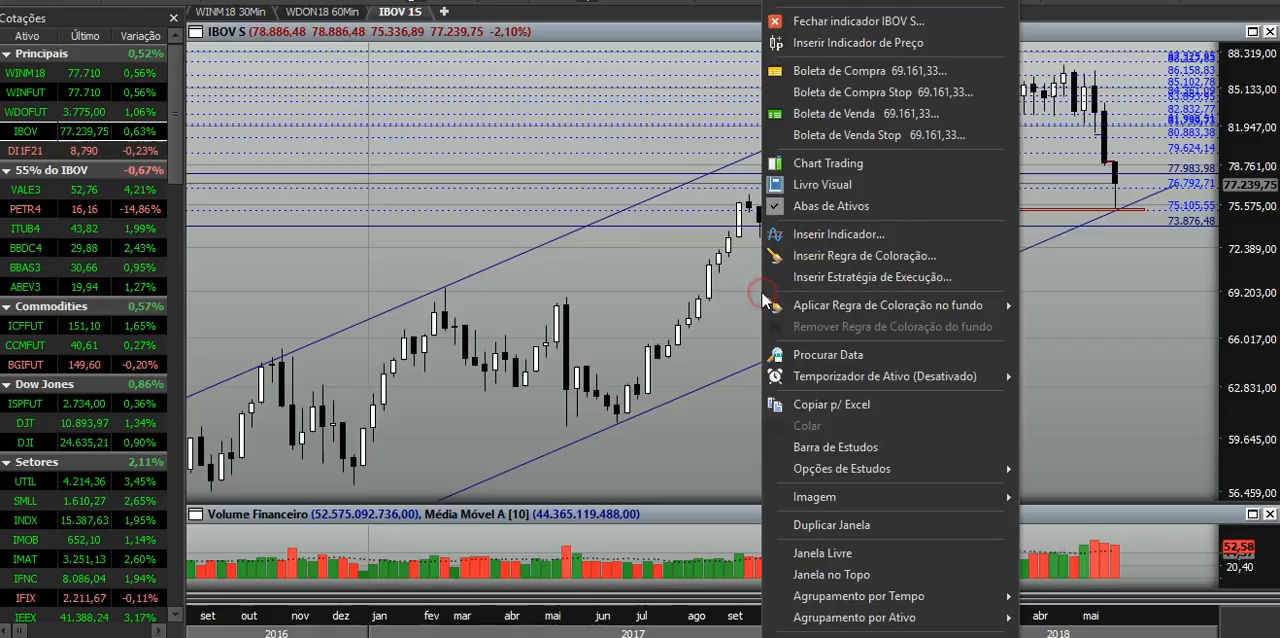 Cotações
Ativo Último Variação
Principais 0,52%
WINM18 77.710 0,56%
WINFUT 77.710 0,56%
WDOFUT 3.775,00 1,06%
IBOV 77.239,75 0,63%
DI1F21 8,790 -0,23%
55% do IBOV -0,67%
VALE3 52,76 4,21%
PETR4 16,16 -14,86%
ITUB4 43,82 1,99%
BBDC4 29,88 2,43%
BBAS3 30,66 0,95%
ABEV3 19,94 1,27%
Commodities 0,57%
ICFFUT 151,10 1,65%
CCMFUT 40,61 0,27%
BGIFUT 149,60 -0,20%
Dow Jones 0,86%
ISPFUT 2.734,00 0,36%
DJT 10.893,97 1,34%
DJI 24.635,21 0,90%
Setores 2,11%
UTIL 4.214,36 3,45%
SMLL 1.610,27 2,65%
INDX 15.387,63 1,95%
IMOB 652,10 1,14%
IMAT 3.251,13 2,60%
IFNC 8.086,04 1,94%
IFIX 2.211,67 -0,11%
IEEX 41.388,24 3,17%
WINM18 30Min WDON18 60Min IBOV 1S
IBOV S (78.886,48 78.886,48 75.336,89 77.239,75 -2,10%)
Fechar indicador IBOV S...
Inserir Indicador de Preço
Boleta de Compra 69.161,33...
Boleta de Compra Stop 69.161,33...
Boleta de Venda 69.161,33...
Boleta de Venda Stop 69.161,33...
Chart Trading
Livro Visual
Abas de Ativos
Inserir Indicador...
Inserir Regra de Coloração...
Inserir Estratégia de Execução...
Aplicar Regra de Coloração no fundo
Remover Regra de Coloração do fundo
Procurar Data
Temporizador de Ativo (Desativado)
Copiar p/ Excel
Colar
Barra de Estudos
Opções de Estudos
Imagem
Duplicar Janela
Janela Livre
Janela no Topo
Agrupamento por Tempo
Agrupamento por Ativo
86.158,83
85.102,78
82.832,77
80.883,38
79.624,14
77.983,98
76.792,71
75.105,55
73.876,48
88.319,00
85.133,00
81.947,00
78.761,00
77.239,75
75.575,00
72.389,00
69.203,00
66.017,00
62.831,00
59.645,00
56.459,00
Volume Financeiro (52.575.092.736,00), Média Móvel A [10] (44.365.119.488,00)
52,58
20,40
set out nov dez jan fev mar abr mai jun jul ago set abr mai
2016 2017 2018